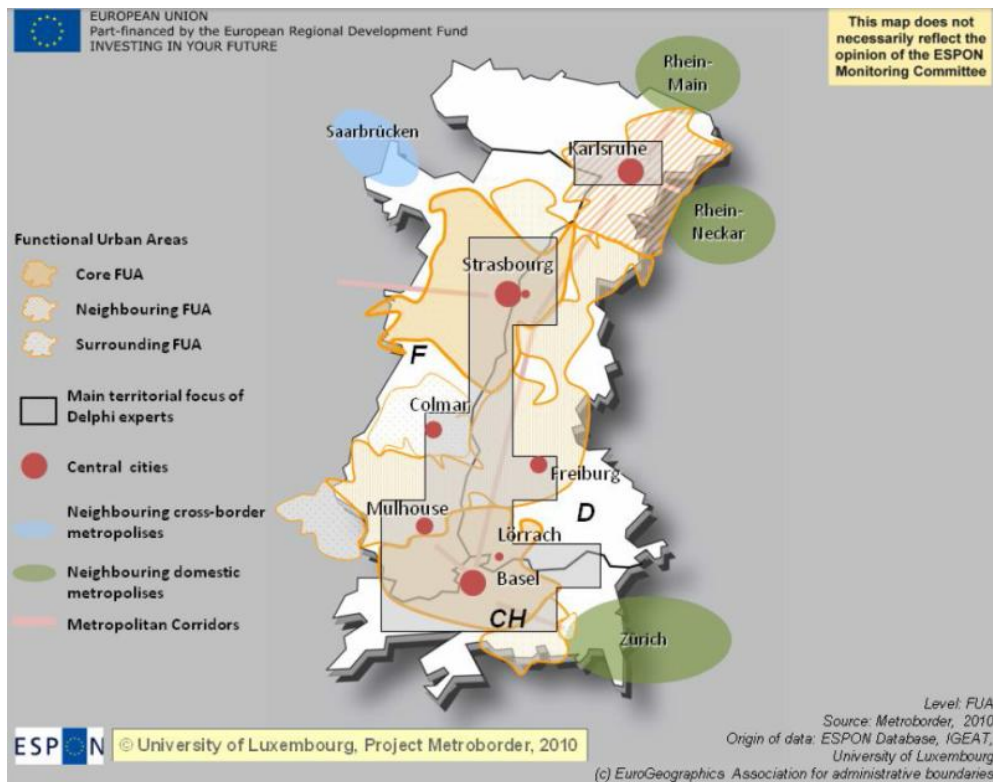 EUROPEAN UNION
Part-financed by the European Regional Development Fund
INVESTING IN YOUR FUTURE
This map does not
necessarily reflect the
opinion of the ESPON
Monitoring Committee
Rhein-
Main
Saarbrücken
Karlsruhe
Rhein-
Neckar
Functional Urban Areas
Core FUA
Neighbouring FUA
Surrounding FUA
Main territorial focus of
Delphi experts
Central cities
Neighbouring cross-border
metropolises
Neighbouring domestic
metropolises
Metropolitan Corridors
Strasbourg
F
Colmar
Freiburg
Mulhouse
D
Lörrach
Basel
CH
Zürich
ESPON
© University of Luxembourg, Project Metroborder, 2010
Level: FUA
Source: Metroborder, 2010
Origin of data: ESPON Database, IGEAT,
University of Luxembourg
(c) EuroGeographics Association for administrative boundaries